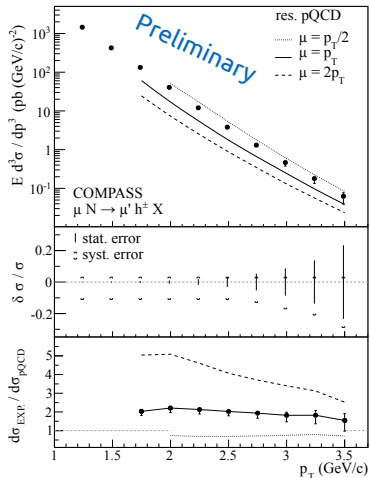 E d³σ / dp³ (pb (GeV/c)⁻²)
10³
10²
10
1
10⁻¹
Preliminary
res. pQCD
μ = p_T/2
μ = p_T
μ = 2p_T
COMPASS
μ N → μ' h± X
δ σ / σ
0.2
0
-0.2
stat. error
syst. error
dσ_EXP. / dσ_pQCD
5
4
3
2
1
1 1.5 2 2.5 3 3.5
p_T (GeV/c)